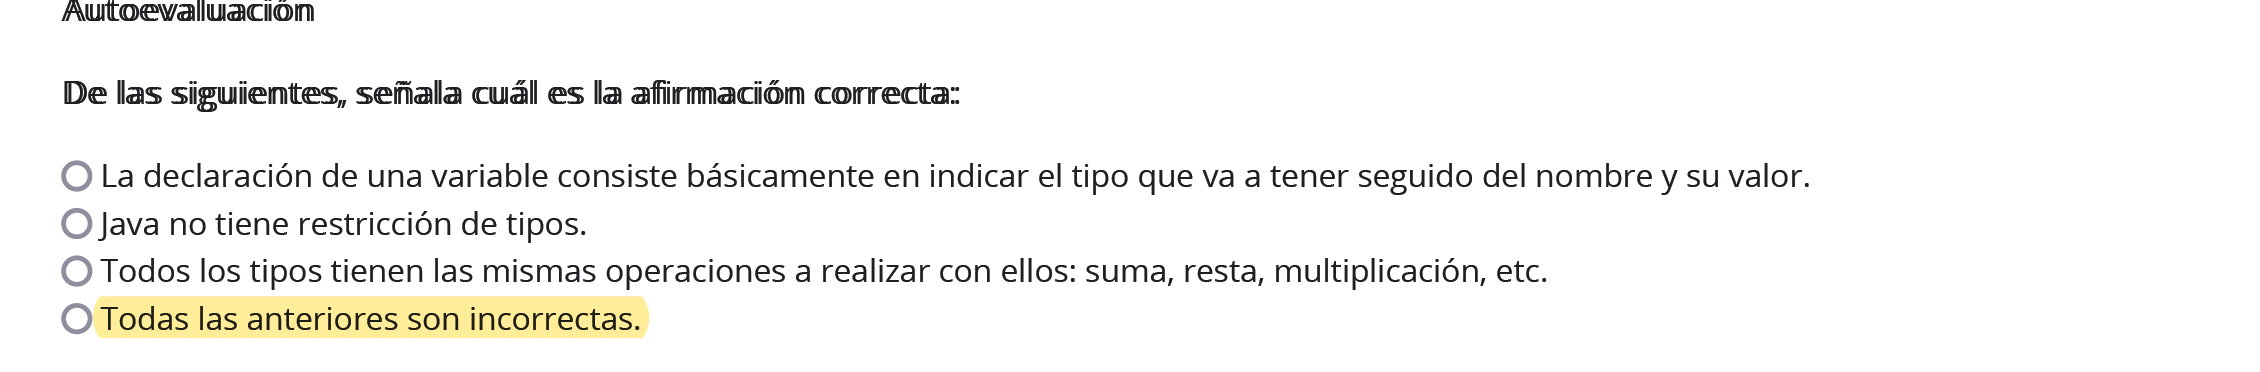 Autoevaluación
De las siguientes, señala cuál es la afirmación correcta:
La declaración de una variable consiste básicamente en indicar el tipo que va a tener seguido del nombre y su valor.
Java no tiene restricción de tipos.
Todos los tipos tienen las mismas operaciones a realizar con ellos: suma, resta, multiplicación, etc.
Todas las anteriores son incorrectas.